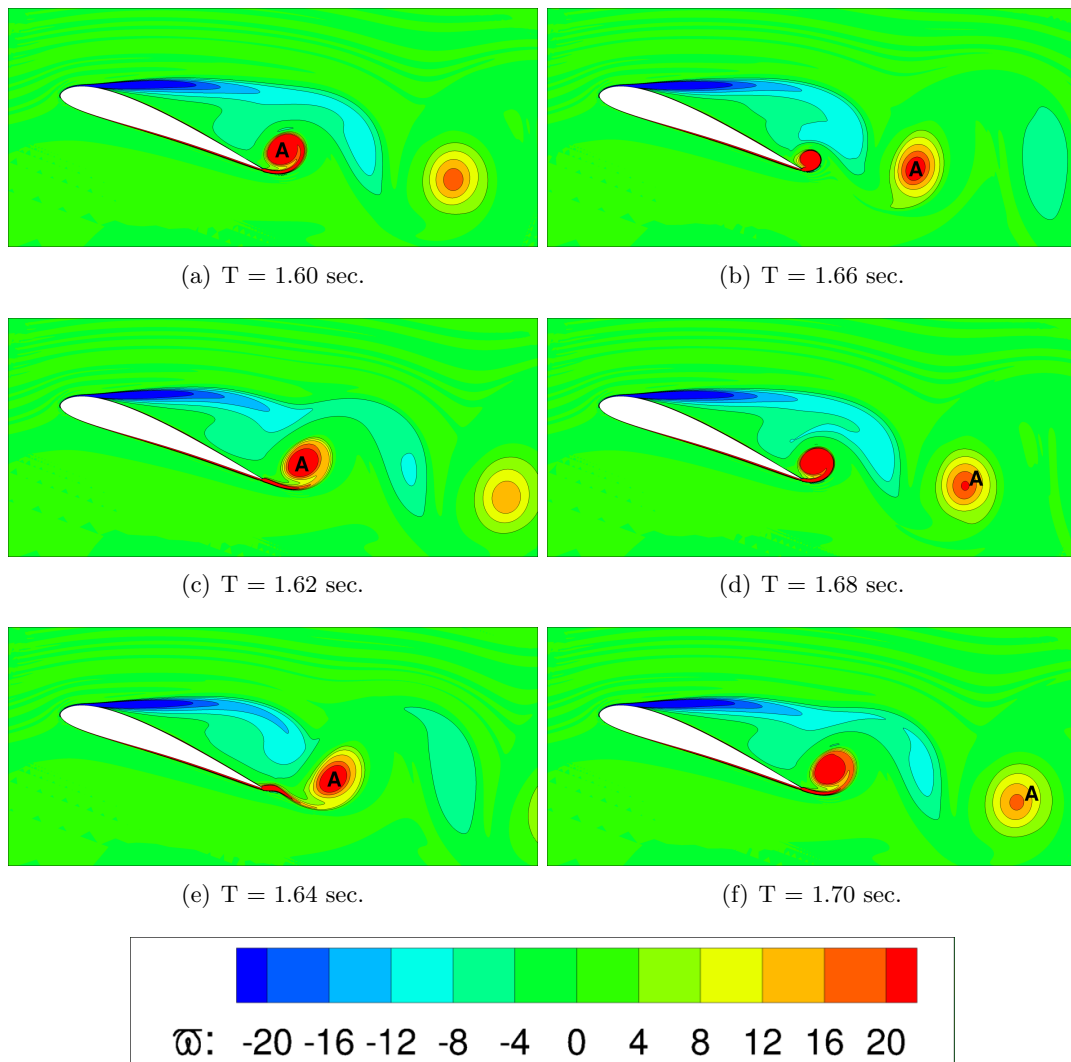 A
A
(a) T = 1.60 sec.
(b) T = 1.66 sec.
A
A
(c) T = 1.62 sec.
(d) T = 1.68 sec.
A
A
(e) T = 1.64 sec.
(f) T = 1.70 sec.
ϖ: -20 -16 -12 -8 -4 0 4 8 12 16 20